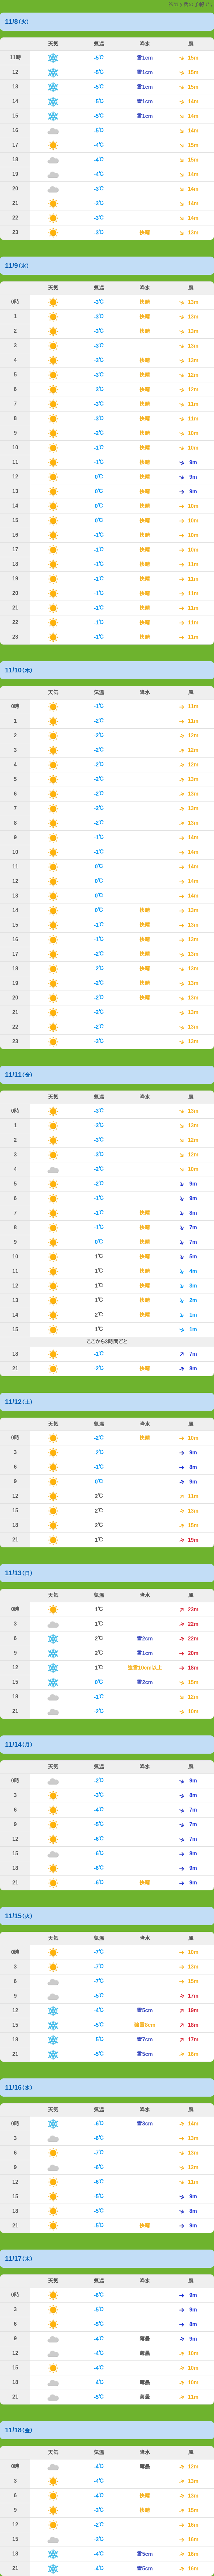 大雪ヶ岳の予報です
11/8(火)
天気 気温 降水 風
11時 -5℃ 雪1cm 15m
12 -5℃ 雪1cm 15m
13 -5℃ 雪1cm 15m
14 -5℃ 雪1cm 14m
15 -5℃ 雪1cm 14m
16 -5℃ 14m
17 -4℃ 15m
18 -4℃ 15m
19 -4℃ 14m
20 -3℃ 14m
21 -3℃ 14m
22 -3℃ 14m
23 -3℃ 快晴 13m
11/9(水)
天気 気温 降水 風
0時 -3℃ 快晴 13m
1 -3℃ 快晴 13m
2 -3℃ 快晴 13m
3 -3℃ 快晴 13m
4 -3℃ 快晴 13m
5 -3℃ 快晴 12m
6 -3℃ 快晴 12m
7 -3℃ 快晴 11m
8 -3℃ 快晴 11m
9 -2℃ 快晴 10m
10 -1℃ 快晴 10m
11 -1℃ 快晴 9m
12 0℃ 快晴 9m
13 0℃ 快晴 9m
14 0℃ 快晴 10m
15 0℃ 快晴 10m
16 -1℃ 快晴 10m
17 -1℃ 快晴 10m
18 -1℃ 快晴 11m
19 -1℃ 快晴 11m
20 -1℃ 快晴 11m
21 -1℃ 快晴 11m
22 -1℃ 快晴 11m
23 -1℃ 快晴 11m
11/10(木)
天気 気温 降水 風
0時 -1℃ 11m
1 -2℃ 11m
2 -2℃ 12m
3 -2℃ 12m
4 -2℃ 12m
5 -2℃ 13m
6 -2℃ 13m
7 -2℃ 13m
8 -2℃ 13m
9 -1℃ 14m
10 -1℃ 14m
11 0℃ 14m
12 0℃ 14m
13 0℃ 14m
14 0℃ 快晴 13m
15 -1℃ 快晴 13m
16 -1℃ 快晴 13m
17 -2℃ 快晴 13m
18 -2℃ 快晴 13m
19 -2℃ 快晴 13m
20 -2℃ 快晴 13m
21 -2℃ 13m
22 -2℃ 13m
23 -3℃ 13m
11/11(金)
天気 気温 降水 風
0時 -3℃ 13m
1 -3℃ 13m
2 -3℃ 12m
3 -3℃ 12m
4 -2℃ 10m
5 -2℃ 9m
6 -1℃ 9m
7 -1℃ 快晴 8m
8 -1℃ 快晴 7m
9 0℃ 快晴 7m
10 1℃ 快晴 5m
11 1℃ 快晴 4m
12 1℃ 快晴 3m
13 1℃ 快晴 2m
14 2℃ 快晴 1m
15 1℃ 1m
ここから3時間ごと
18 -1℃ 7m
21 -2℃ 快晴 8m
11/12(土)
天気 気温 降水 風
0時 -2℃ 快晴 10m
3 -2℃ 9m
6 -1℃ 8m
9 0℃ 9m
12 2℃ 11m
15 2℃ 13m
18 2℃ 15m
21 1℃ 19m
11/13(日)
天気 気温 降水 風
0時 1℃ 23m
3 1℃ 22m
6 2℃ 雪2cm 22m
9 2℃ 雪1cm 20m
12 1℃ 強雪10cm以上 18m
15 0℃ 雪2cm 15m
18 -1℃ 12m
21 -2℃ 10m
11/14(月)
天気 気温 降水 風
0時 -2℃ 9m
3 -3℃ 8m
6 -4℃ 7m
9 -5℃ 7m
12 -6℃ 7m
15 -6℃ 8m
18 -6℃ 9m
21 -6℃ 快晴 9m
11/15(火)
天気 気温 降水 風
0時 -7℃ 10m
3 -7℃ 13m
6 -7℃ 15m
9 -5℃ 17m
12 -4℃ 雪5cm 19m
15 -5℃ 強雪8cm 18m
18 -5℃ 雪7cm 17m
21 -5℃ 雪5cm 16m
11/16(水)
天気 気温 降水 風
0時 -6℃ 雪3cm 14m
3 -6℃ 13m
6 -7℃ 13m
9 -6℃ 12m
12 -6℃ 11m
15 -5℃ 9m
18 -5℃ 8m
21 -5℃ 快晴 9m
11/17(木)
天気 気温 降水 風
0時 -6℃ 9m
3 -5℃ 9m
6 -5℃ 8m
9 -4℃ 薄曇 9m
12 -4℃ 薄曇 10m
15 -4℃ 10m
18 -4℃ 薄曇 10m
21 -5℃ 薄曇 11m
11/18(金)
天気 気温 降水 風
0時 -4℃ 薄曇 12m
3 -4℃ 13m
6 -4℃ 快晴 13m
9 -3℃ 快晴 15m
12 -2℃ 16m
15 -3℃ 16m
18 -4℃ 雪5cm 16m
21 -4℃ 雪5cm 16m